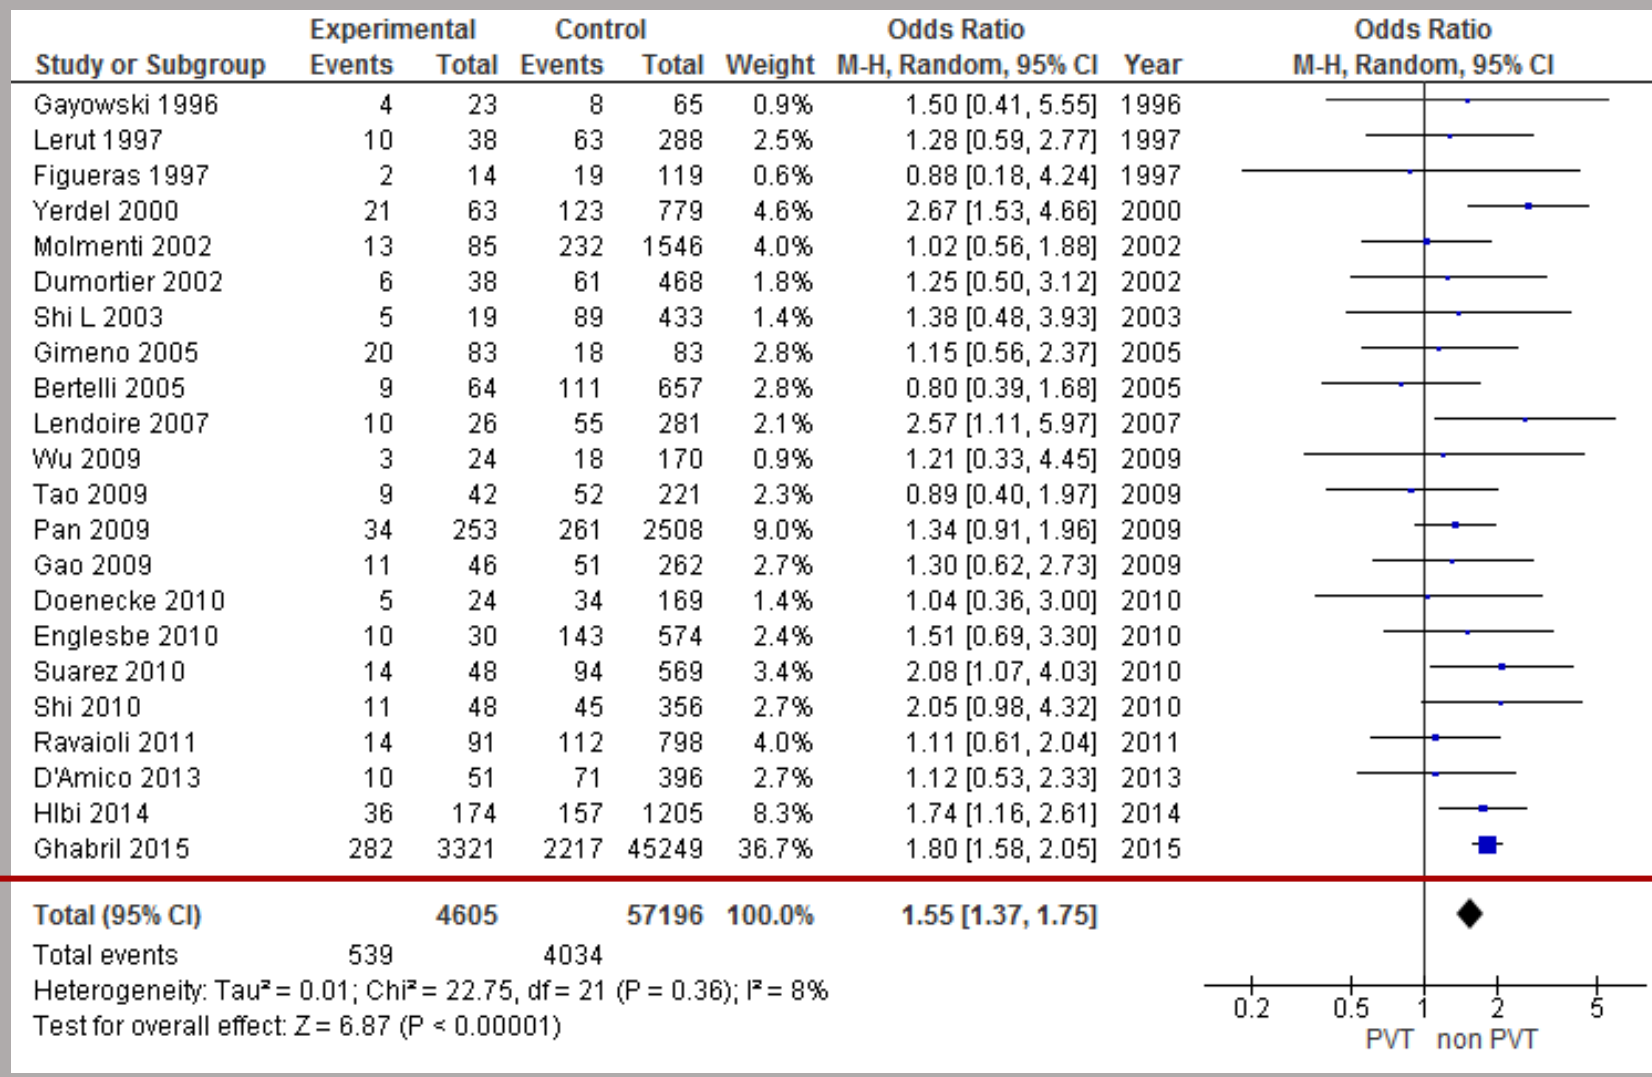 Experimental Control Odds Ratio Odds Ratio
Study or Subgroup Events Total Events Total Weight M-H, Random, 95% CI Year M-H, Random, 95% CI
Gayowski 1996 4 23 8 65 0.9% 1.50 [0.41, 5.55] 1996
Lerut 1997 10 38 63 288 2.5% 1.28 [0.59, 2.77] 1997
Figueras 1997 2 14 19 119 0.6% 0.88 [0.18, 4.24] 1997
Yerdel 2000 21 63 123 779 4.6% 2.67 [1.53, 4.66] 2000
Molmenti 2002 13 85 232 1546 4.0% 1.02 [0.56, 1.88] 2002
Dumortier 2002 6 38 61 468 1.8% 1.25 [0.50, 3.12] 2002
Shi L 2003 5 19 89 433 1.4% 1.38 [0.48, 3.93] 2003
Gimeno 2005 20 83 18 83 2.8% 1.15 [0.56, 2.37] 2005
Bertelli 2005 9 64 111 657 2.8% 0.80 [0.39, 1.68] 2005
Lendoire 2007 10 26 55 281 2.1% 2.57 [1.11, 5.97] 2007
Wu 2009 3 24 18 170 0.9% 1.21 [0.33, 4.45] 2009
Tao 2009 9 42 52 221 2.3% 0.89 [0.40, 1.97] 2009
Pan 2009 34 253 261 2508 9.0% 1.34 [0.91, 1.96] 2009
Gao 2009 11 46 51 262 2.7% 1.30 [0.62, 2.73] 2009
Doenecke 2010 5 24 34 169 1.4% 1.04 [0.36, 3.00] 2010
Englesbe 2010 10 30 143 574 2.4% 1.51 [0.69, 3.30] 2010
Suarez 2010 14 48 94 569 3.4% 2.08 [1.07, 4.03] 2010
Shi 2010 11 48 45 356 2.7% 2.05 [0.98, 4.32] 2010
Ravaioli 2011 14 91 112 798 4.0% 1.11 [0.61, 2.04] 2011
D'Amico 2013 10 51 71 396 2.7% 1.12 [0.53, 2.33] 2013
HIbi 2014 36 174 157 1205 8.3% 1.74 [1.16, 2.61] 2014
Ghabril 2015 282 3321 2217 45249 36.7% 1.80 [1.58, 2.05] 2015
Total (95% CI) 4605 57196 100.0% 1.55 [1.37, 1.75]
Total events 539 4034
Heterogeneity: Tau² = 0.01; Chi² = 22.75, df = 21 (P = 0.36); I² = 8%
Test for overall effect: Z = 6.87 (P < 0.00001)
0.2 0.5 1 2 5
PVT non PVT